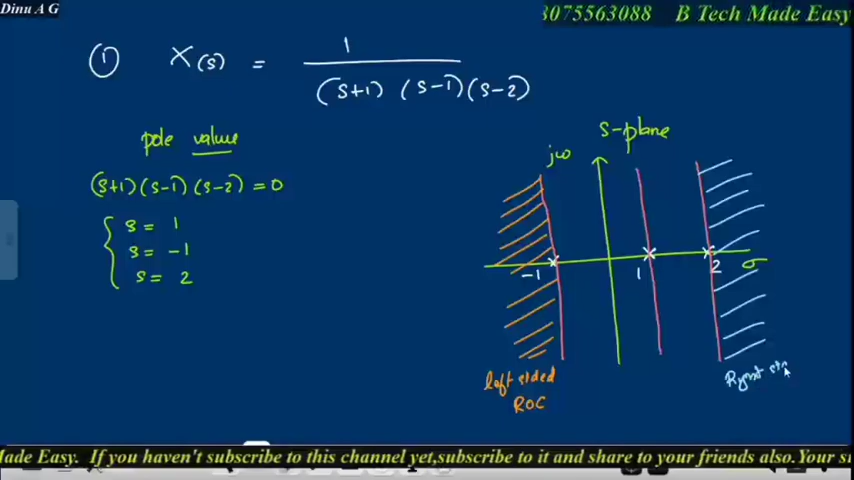 Dinu A G
3075563088 B Tech Made Easy
① X(s) = 1 / (s+1) (s-1)(s-2)
pole value
(s+1)(s-1)(s-2) = 0
s = 1
s = -1
s = 2
s-plane
jω
-1 1 2 σ
left sided
ROC
Made Easy. If you haven't subscribe to this channel yet,subscribe to it and share to your friends also.Your s